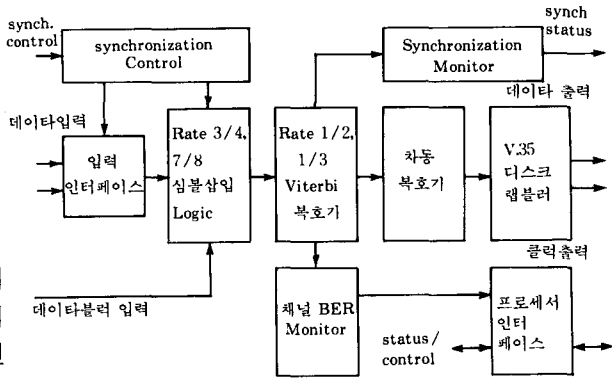 synch.
control
synchronization
Control
Synchronization
Monitor
synch
status
데이타 출력
데이타입력
입력
인터페이스
Rate 3/4,
7/8
심볼삽입
Logic
Rate 1/2,
1/3
Viterbi
복호기
차동
복호기
V.35
디스크
램블러
클럭출력
데이타블럭 입력
채널 BER
Monitor
status/
control
프로세서
인터
페이스